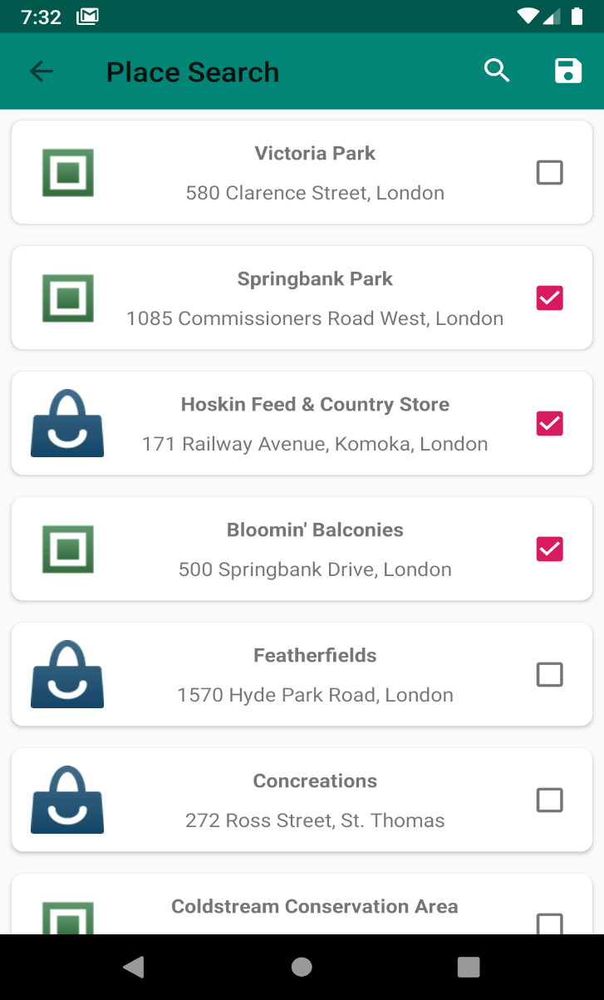 7:32
Place Search
Victoria Park
580 Clarence Street, London
Springbank Park
1085 Commissioners Road West, London
Hoskin Feed & Country Store
171 Railway Avenue, Komoka, London
Bloomin' Balconies
500 Springbank Drive, London
Featherfields
1570 Hyde Park Road, London
Concreations
272 Ross Street, St. Thomas
Coldstream Conservation Area